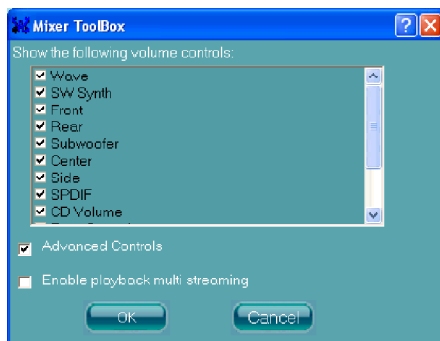 Mixer ToolBox
Show the following volume controls:
Wave
SW Synth
Front
Rear
Subwoofer
Center
Side
SPDIF
CD Volume
Advanced Controls
Enable playback multi streaming
OK
Cancel